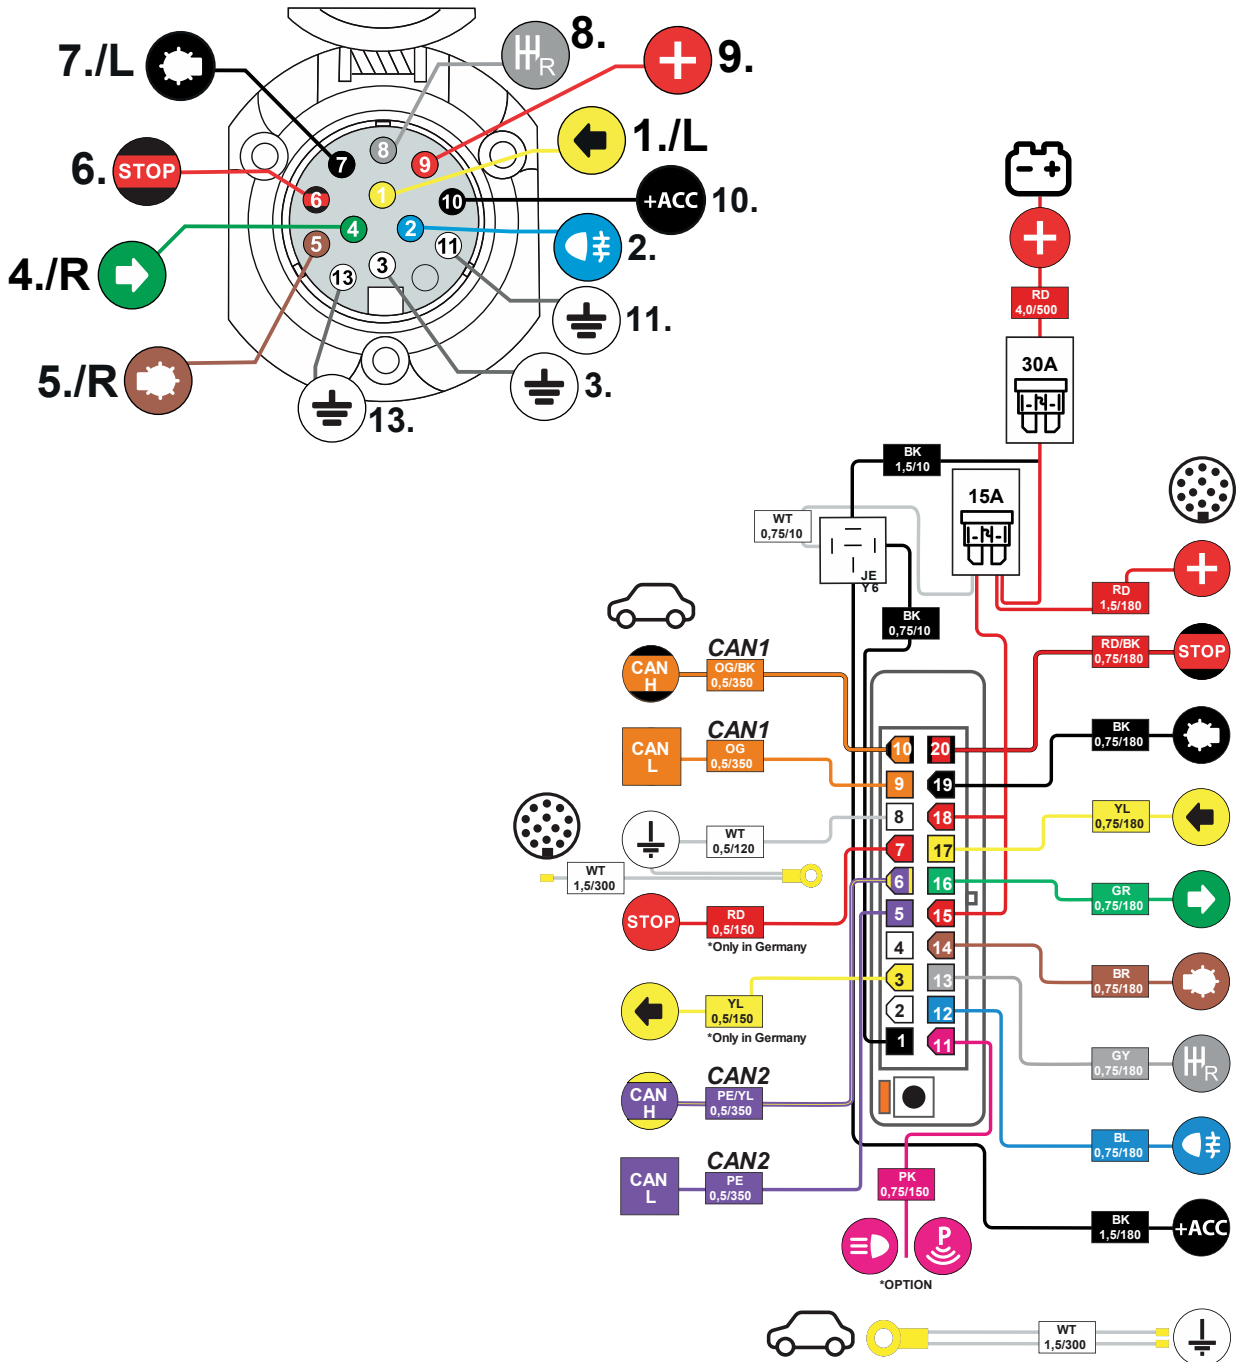 7./L
8.
R
9.
1./L
6.
STOP
+ACC
10.
4./R
2.
5./R
11.
3.
13.
7
8
9
6
1
10
4
2
5
11
3
13
RD
4,0/500
30A
BK
1,5/10
15A
WT
0,75/10
JE
Y6
BK
0,75/10
RD
1,5/180
CAN
H
CAN1
OG/BK
0,5/350
RD/BK
0,75/180
STOP
CAN
L
CAN1
OG
0,5/350
BK
0,75/180
WT
0,5/120
YL
0,75/180
WT
1,5/300
GR
0,75/180
STOP
RD
0,5/150
*Only in Germany
BR
0,75/180
YL
0,5/150
*Only in Germany
GY
0,75/180
R
CAN
H
CAN2
PE/YL
0,5/350
BL
0,75/180
CAN
L
CAN2
PE
0,5/350
10 20
9 19
8 18
7 17
6 16
5 15
4 14
3 13
2 12
1 11
PK
0,75/150
BK
1,5/180
+ACC
P
*OPTION
WT
1,5/300